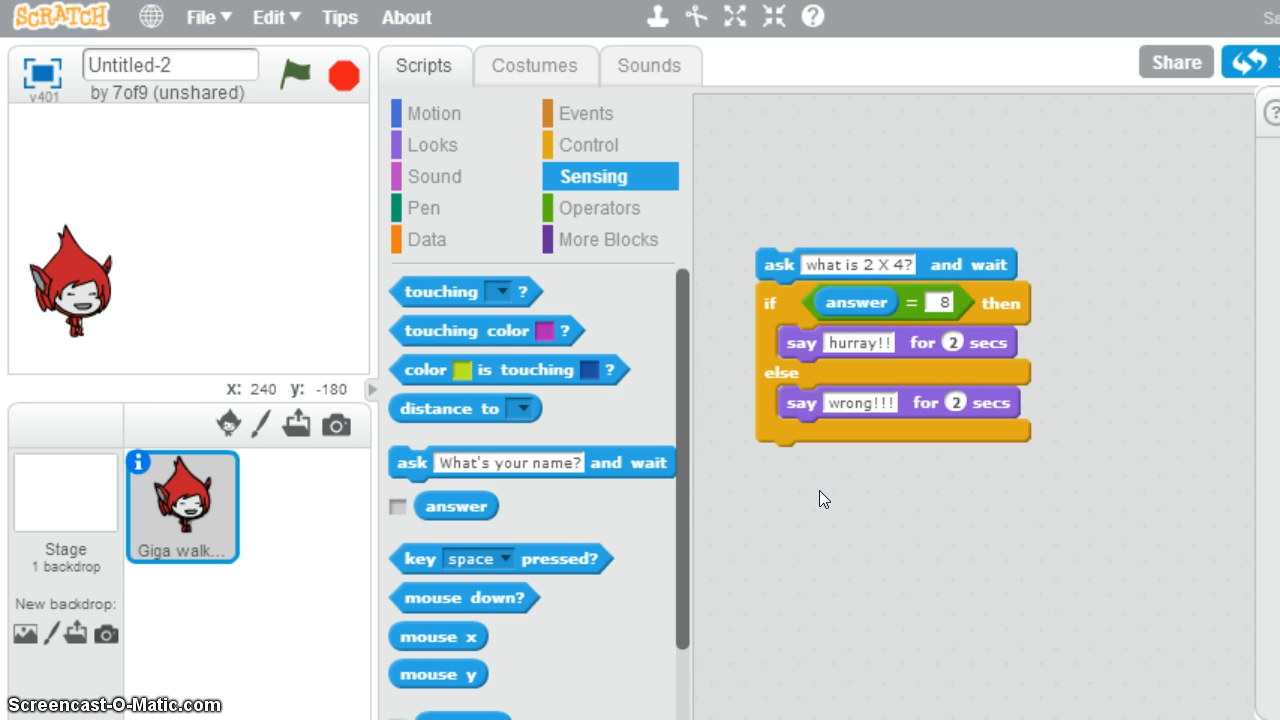 SCRATCH File Edit Tips About
Untitled-2
by 7of9 (unshared)
v401
Scripts Costumes Sounds
Share
Motion Events
Looks Control
Sound Sensing
Pen Operators
Data More Blocks
touching ?
touching color ?
color is touching ?
distance to
ask What's your name? and wait
answer
key space pressed?
mouse down?
mouse x
mouse y
ask what is 2 X 4? and wait
if answer = 8 then
say hurray!! for 2 secs
else
say wrong!!! for 2 secs
x: 240 y: -180
Giga walk...
Stage
1 backdrop
New backdrop:
Screencast-O-Matic.com